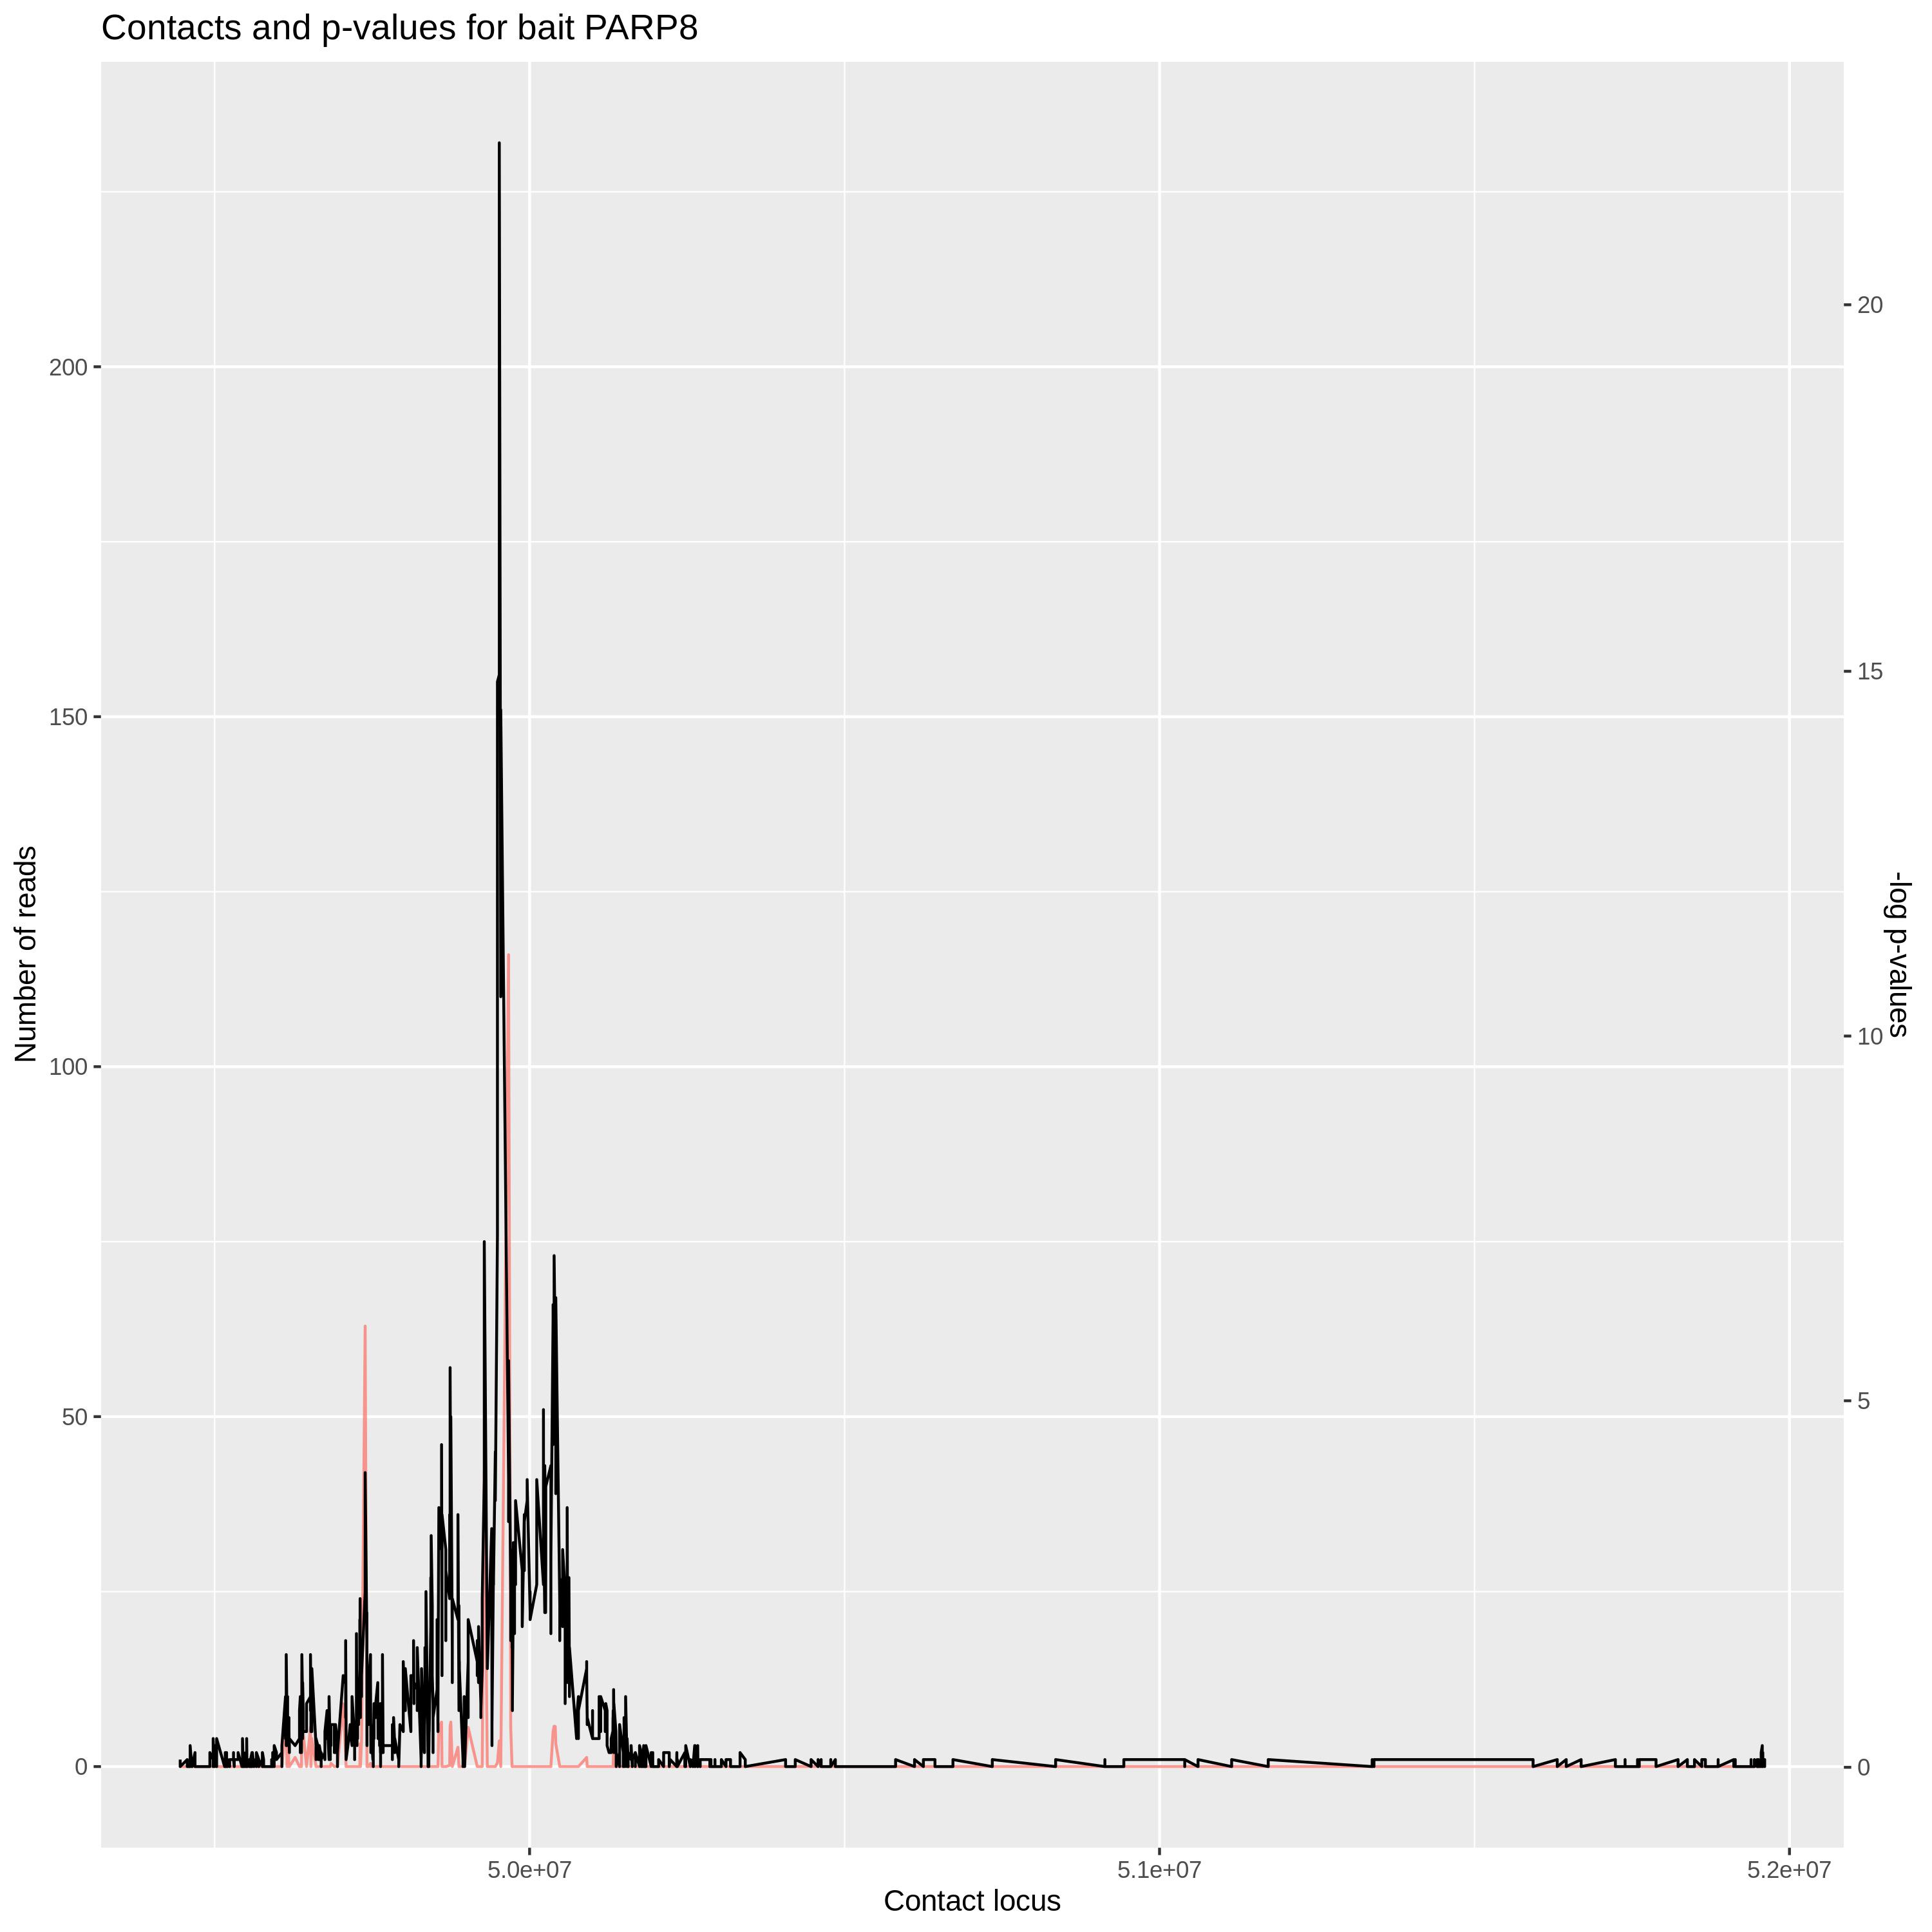 Contacts and p-values for bait PARP8
Number of reads
200
150
100
50
0
20
15
10
5
0
-log p-values
5.0e+07
5.1e+07
5.2e+07
Contact locus